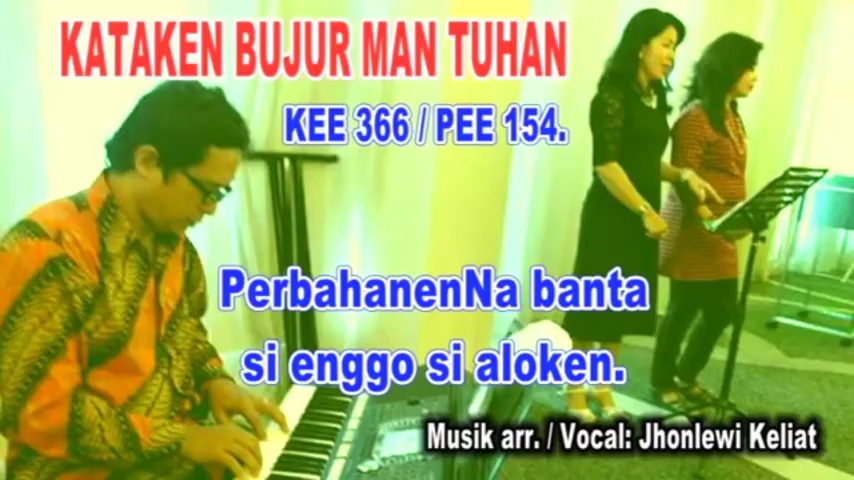 KATAKEN BUJUR MAN TUHAN
KEE 366 / PEE 154.
PerbahanenNa banta
si enggo si aloken.
Musik arr. / Vocal: Jhonlewi Keliat